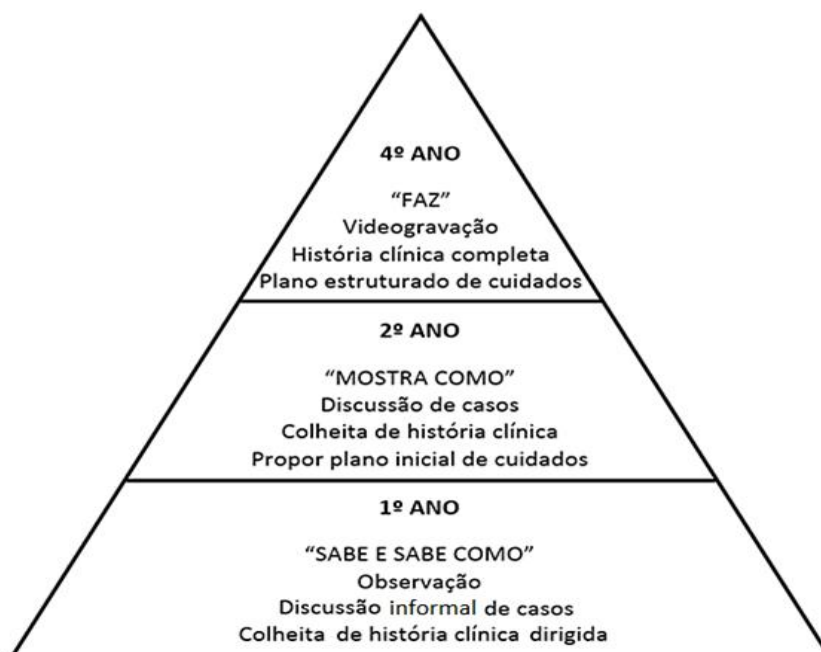 4º ANO
“FAZ”
Videogravação
História clínica completa
Plano estruturado de cuidados
2º ANO
“MOSTRA COMO”
Discussão de casos
Colheita de história clínica
Propor plano inicial de cuidados
1º ANO
“SABE E SABE COMO”
Observação
Discussão informal de casos
Colheita de história clínica dirigida